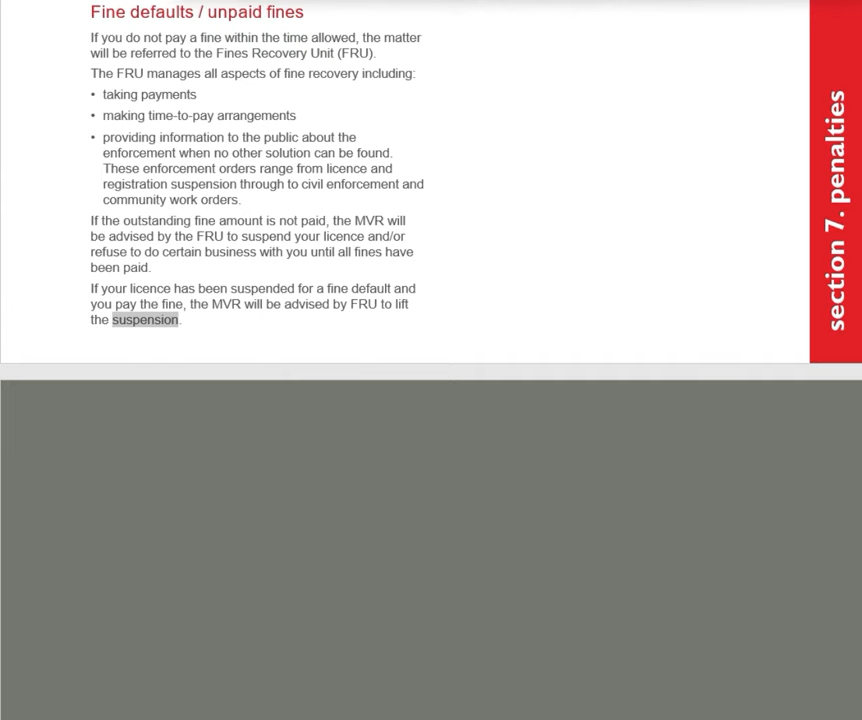 Fine defaults / unpaid fines
If you do not pay a fine within the time allowed, the matter
will be referred to the Fines Recovery Unit (FRU).
The FRU manages all aspects of fine recovery including:
• taking payments
• making time-to-pay arrangements
• providing information to the public about the
enforcement when no other solution can be found.
These enforcement orders range from licence and
registration suspension through to civil enforcement and
community work orders.
If the outstanding fine amount is not paid, the MVR will
be advised by the FRU to suspend your licence and/or
refuse to do certain business with you until all fines have
been paid.
If your licence has been suspended for a fine default and
you pay the fine, the MVR will be advised by FRU to lift
the suspension.
section 7. penalties